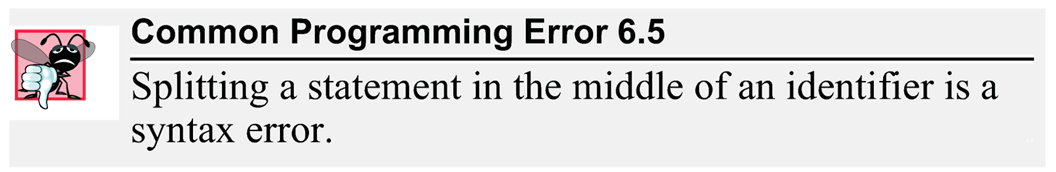 Common Programming Error 6.5
Splitting a statement in the middle of an identifier is a
syntax error.